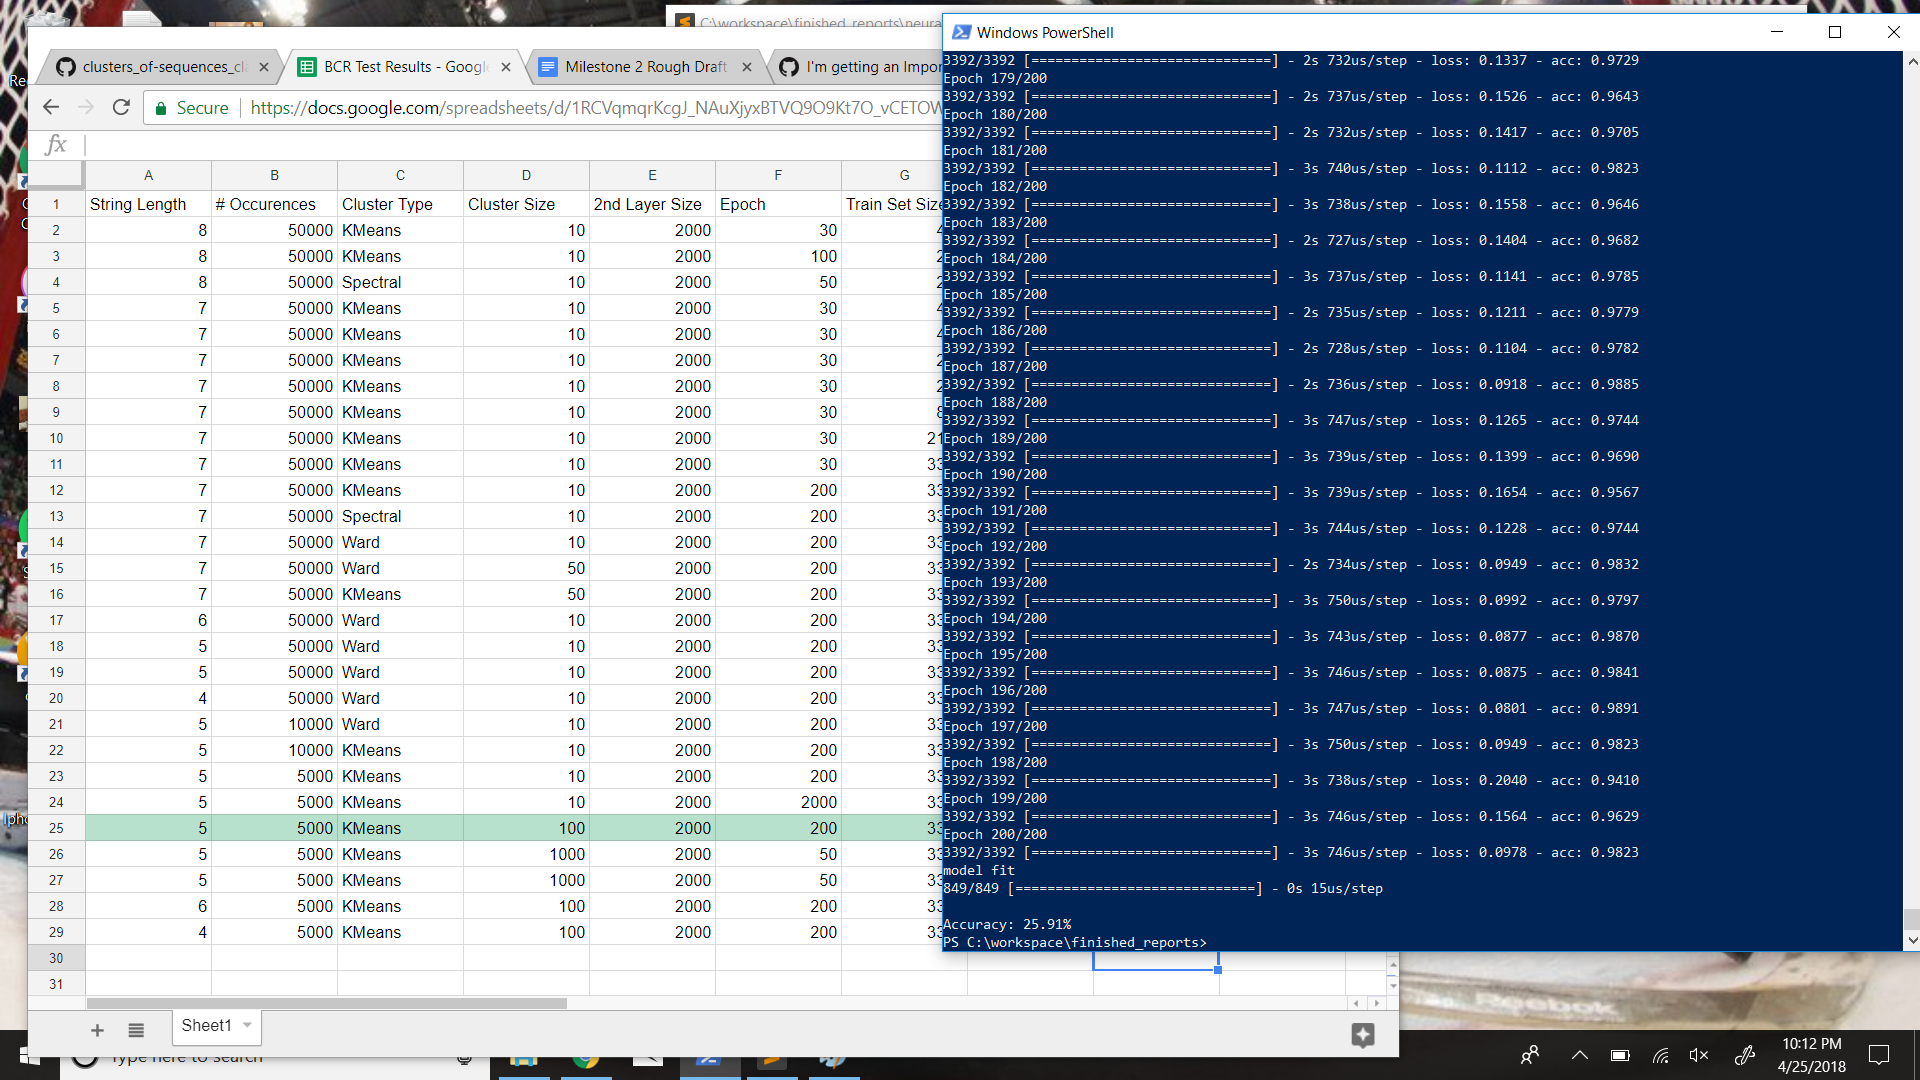 C:\workspace\finished_reports\neura
clusters_of-sequences_cla
BCR Test Results - Google
Milestone 2 Rough Draft
I'm getting an Impor
Secure
https://docs.google.com/spreadsheets/d/1RCVqmqrKcgJ_NAuXjyxBTVQ9O9Kt7O_vCETOW
fx
A B C D E F G
1 String Length # Occurences Cluster Type Cluster Size 2nd Layer Size Epoch Train Set Size
2 8 50000 KMeans 10 2000 30
3 8 50000 KMeans 10 2000 100
4 8 50000 Spectral 10 2000 50
5 7 50000 KMeans 10 2000 30
6 7 50000 KMeans 10 2000 30
7 7 50000 KMeans 10 2000 30
8 7 50000 KMeans 10 2000 30
9 7 50000 KMeans 10 2000 30
10 7 50000 KMeans 10 2000 30 21
11 7 50000 KMeans 10 2000 30 33
12 7 50000 KMeans 10 2000 200 33
13 7 50000 Spectral 10 2000 200 33
14 7 50000 Ward 10 2000 200 33
15 7 50000 Ward 50 2000 200 33
16 7 50000 KMeans 50 2000 200 33
17 6 50000 Ward 10 2000 200 33
18 5 50000 Ward 10 2000 200 33
19 5 50000 Ward 10 2000 200 33
20 4 50000 Ward 10 2000 200 33
21 5 10000 Ward 10 2000 200 33
22 5 10000 KMeans 10 2000 200 33
23 5 5000 KMeans 10 2000 200 33
24 5 5000 KMeans 10 2000 2000 33
25 5 5000 KMeans 100 2000 200 33
26 5 5000 KMeans 1000 2000 50 33
27 5 5000 KMeans 1000 2000 50 33
28 6 5000 KMeans 100 2000 200 33
29 4 5000 KMeans 100 2000 200 33
30
31
Sheet1
Windows PowerShell
3392/3392 [==============================] - 2s 732us/step - loss: 0.1337 - acc: 0.9729
Epoch 179/200
3392/3392 [==============================] - 2s 737us/step - loss: 0.1526 - acc: 0.9643
Epoch 180/200
3392/3392 [==============================] - 2s 732us/step - loss: 0.1417 - acc: 0.9705
Epoch 181/200
3392/3392 [==============================] - 3s 740us/step - loss: 0.1112 - acc: 0.9823
Epoch 182/200
3392/3392 [==============================] - 3s 738us/step - loss: 0.1558 - acc: 0.9646
Epoch 183/200
3392/3392 [==============================] - 2s 727us/step - loss: 0.1404 - acc: 0.9682
Epoch 184/200
3392/3392 [==============================] - 3s 737us/step - loss: 0.1141 - acc: 0.9785
Epoch 185/200
3392/3392 [==============================] - 2s 735us/step - loss: 0.1211 - acc: 0.9779
Epoch 186/200
3392/3392 [==============================] - 2s 728us/step - loss: 0.1104 - acc: 0.9782
Epoch 187/200
3392/3392 [==============================] - 2s 736us/step - loss: 0.0918 - acc: 0.9885
Epoch 188/200
3392/3392 [==============================] - 3s 747us/step - loss: 0.1265 - acc: 0.9744
Epoch 189/200
3392/3392 [==============================] - 3s 739us/step - loss: 0.1399 - acc: 0.9690
Epoch 190/200
3392/3392 [==============================] - 3s 739us/step - loss: 0.1654 - acc: 0.9567
Epoch 191/200
3392/3392 [==============================] - 3s 744us/step - loss: 0.1228 - acc: 0.9744
Epoch 192/200
3392/3392 [==============================] - 2s 734us/step - loss: 0.0949 - acc: 0.9832
Epoch 193/200
3392/3392 [==============================] - 3s 750us/step - loss: 0.0992 - acc: 0.9797
Epoch 194/200
3392/3392 [==============================] - 3s 743us/step - loss: 0.0877 - acc: 0.9870
Epoch 195/200
3392/3392 [==============================] - 3s 746us/step - loss: 0.0875 - acc: 0.9841
Epoch 196/200
3392/3392 [==============================] - 3s 747us/step - loss: 0.0801 - acc: 0.9891
Epoch 197/200
3392/3392 [==============================] - 3s 750us/step - loss: 0.0949 - acc: 0.9823
Epoch 198/200
3392/3392 [==============================] - 3s 738us/step - loss: 0.2040 - acc: 0.9410
Epoch 199/200
3392/3392 [==============================] - 3s 746us/step - loss: 0.1564 - acc: 0.9629
Epoch 200/200
3392/3392 [==============================] - 3s 746us/step - loss: 0.0978 - acc: 0.9823
model fit
849/849 [==============================] - 0s 15us/step
Accuracy: 25.91%
PS C:\workspace\finished_reports>
Reebok
Type here to search
10:12 PM
4/25/2018